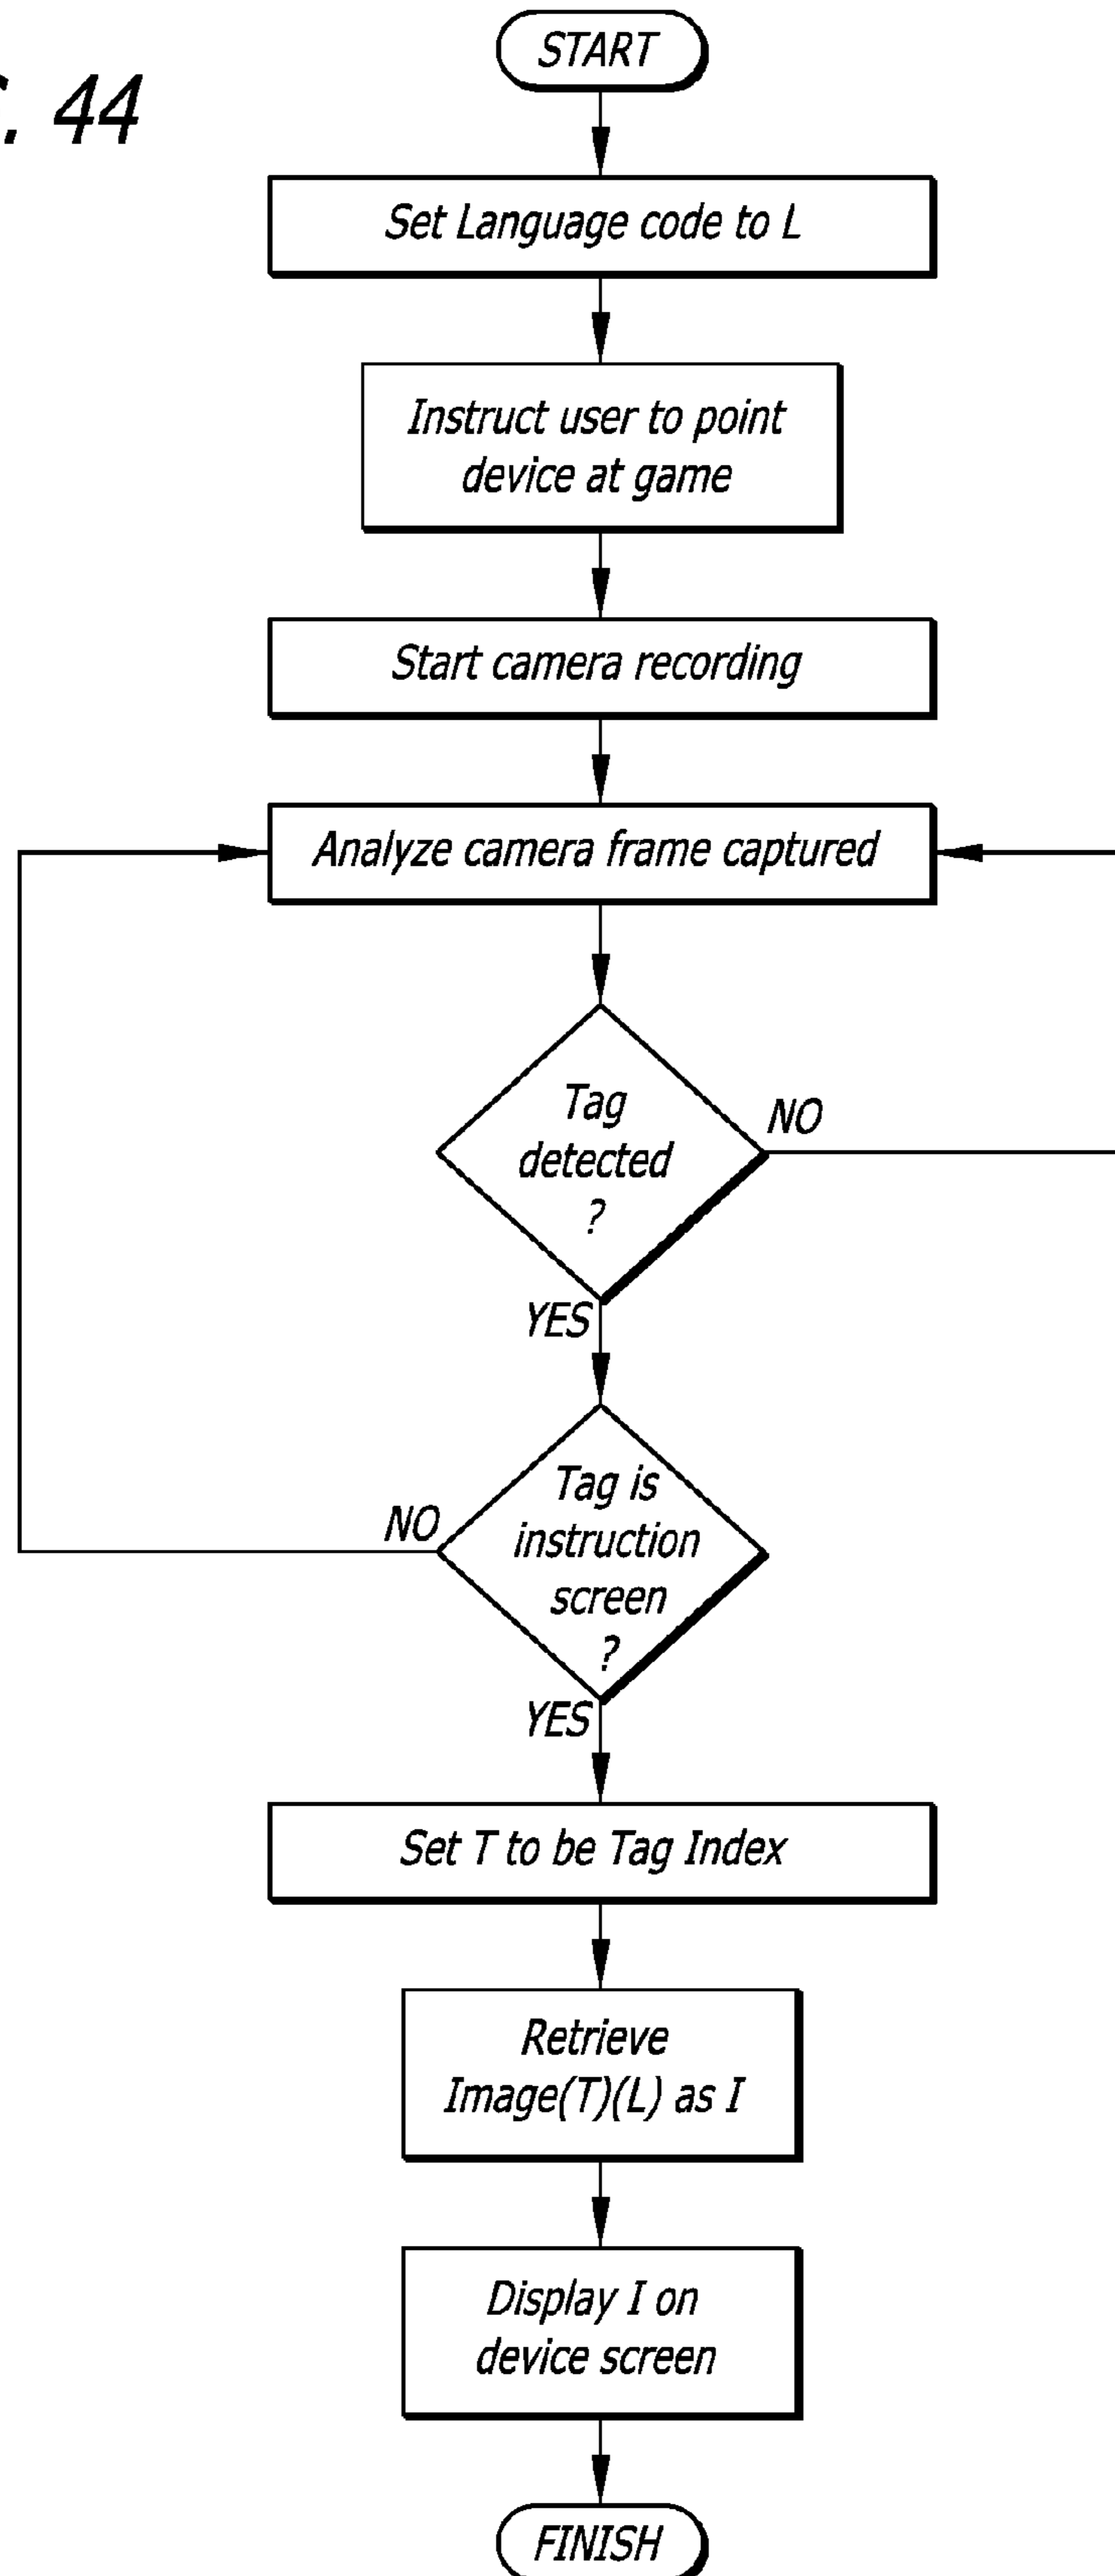 . 44
START
Set Language code to L
Instruct user to point
device at game
Start camera recording
Analyze camera frame captured
Tag
detected
?
NO
YES
Tag is
instruction
screen
?
NO
YES
Set T to be Tag Index
Retrieve
Image(T)(L) as I
Display I on
device screen
FINISH